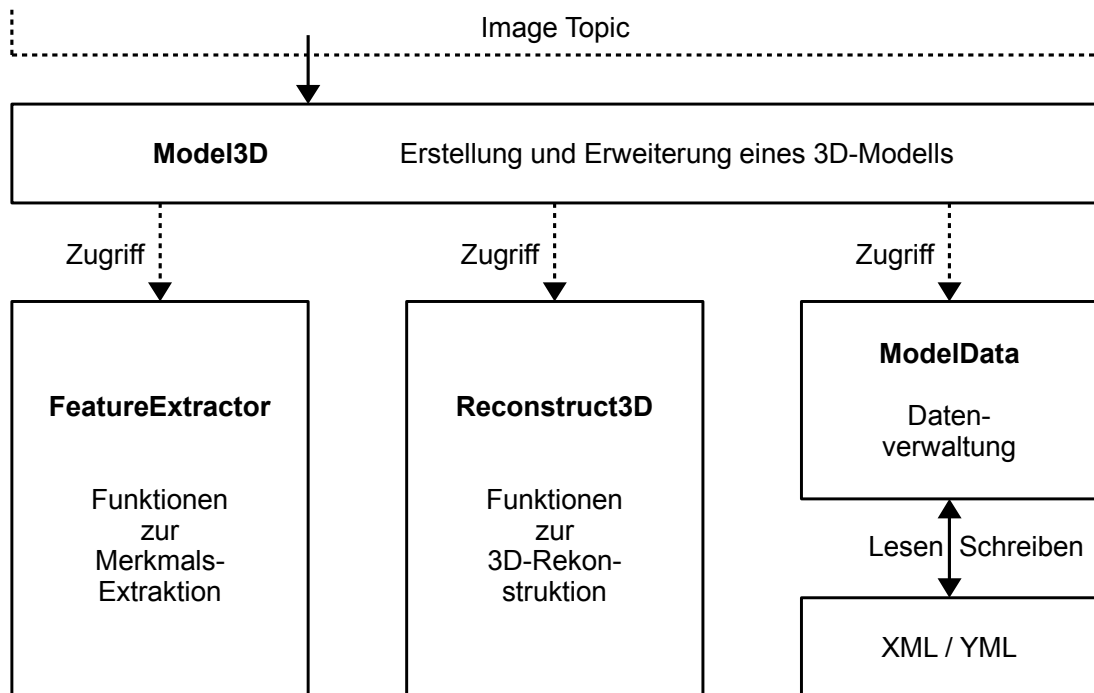 Image Topic
Model3D Erstellung und Erweiterung eines 3D-Modells
Zugriff Zugriff Zugriff
FeatureExtractor
Funktionen
zur
Merkmals-
Extraktion
Reconstruct3D
Funktionen
zur
3D-Rekon-
struktion
ModelData
Daten-
verwaltung
Lesen Schreiben
XML / YML